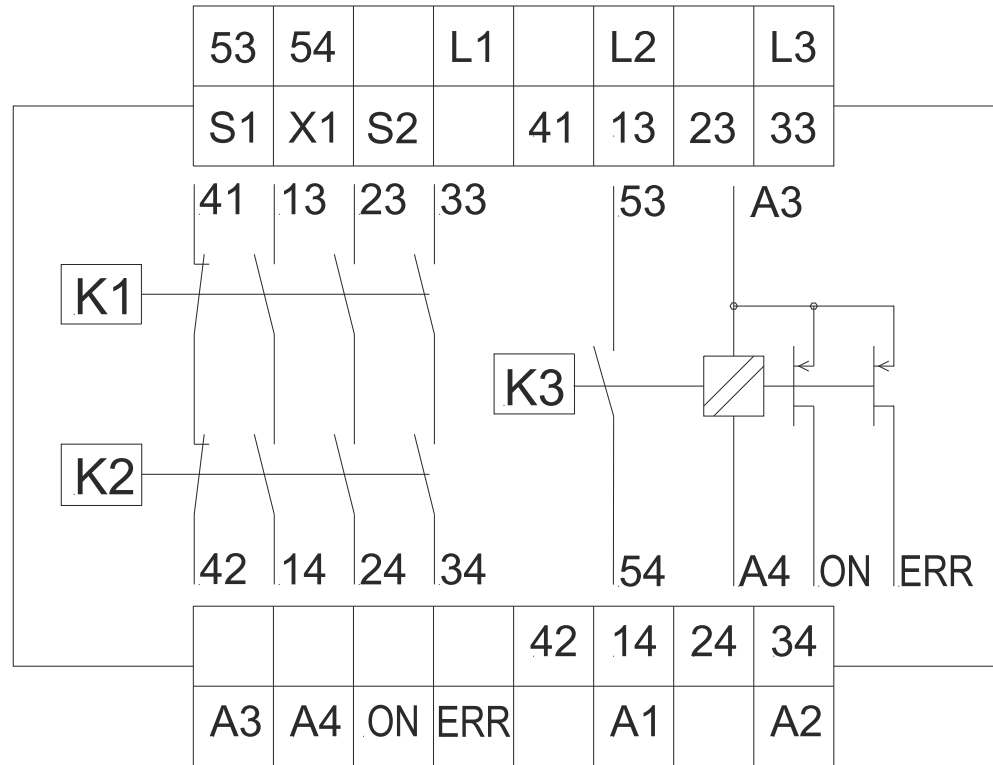 53 54 L1 L2 L3
S1 X1 S2 41 13 23 33
41 13 23 33 53 A3
K1
K3
K2
42 14 24 34 54 A4 ON ERR
42 14 24 34
A3 A4 ON ERR A1 A2